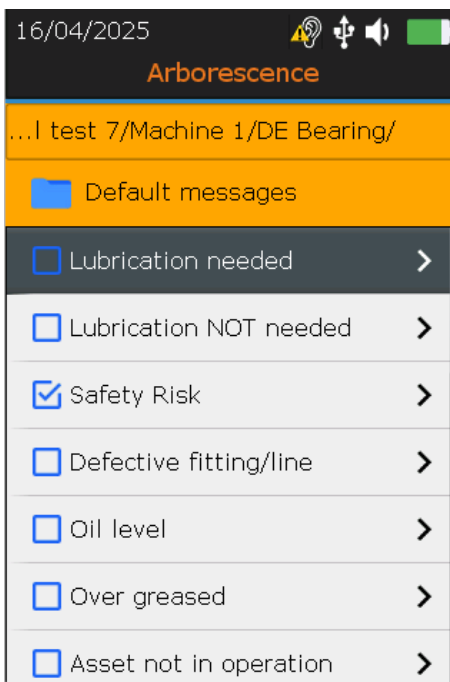 16/04/2025
Arborescence
...l test 7/Machine 1/DE Bearing/
Default messages
Lubrication needed
Lubrication NOT needed
Safety Risk
Defective fitting/line
Oil level
Over greased
Asset not in operation